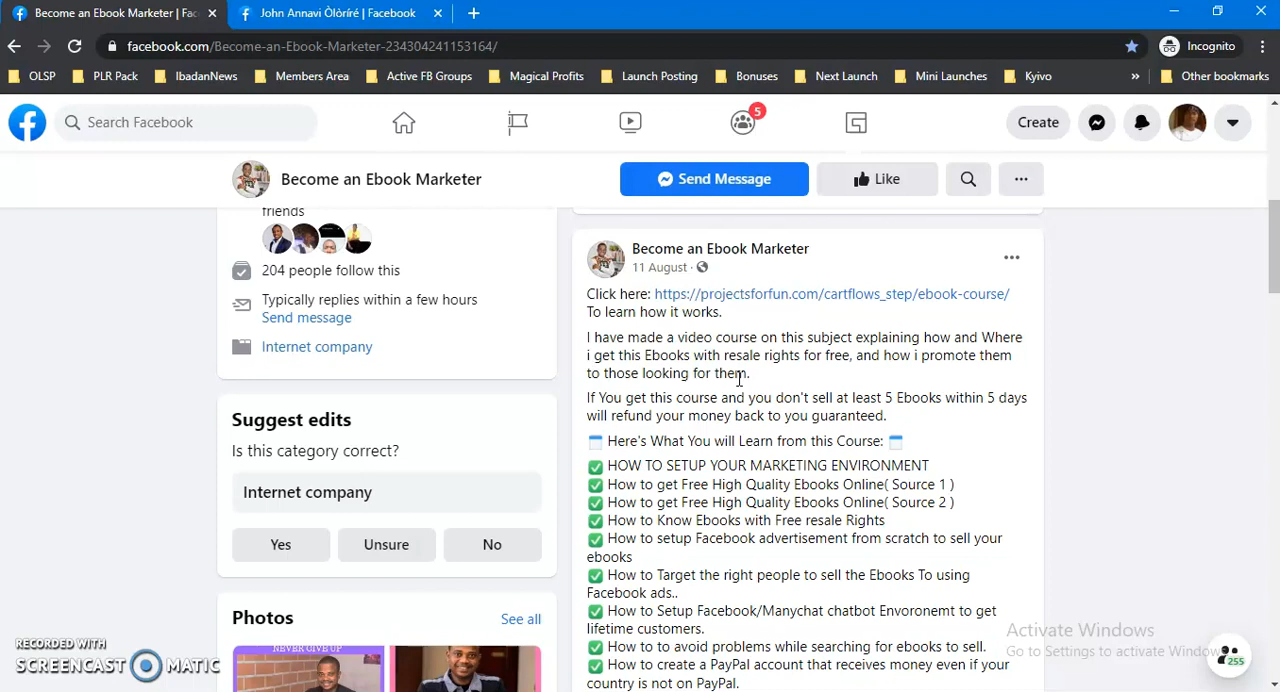 Become an Ebook Marketer | Fac
John Annavi Òlòríré | Facebook
facebook.com/Become-an-Ebook-Marketer-234304241153164/
Incognito
OLSP
PLR Pack
IbadanNews
Members Area
Active FB Groups
Magical Profits
Launch Posting
Bonuses
Next Launch
Mini Launches
Kyivo
»
Other bookmarks
Search Facebook
5
Create
Become an Ebook Marketer
Send Message
Like
friends
204 people follow this
Typically replies within a few hours
Send message
Internet company
Suggest edits
Is this category correct?
Internet company
Yes
Unsure
No
Photos
See all
NEVER GIVE UP
Become an Ebook Marketer
11 August ·
Click here: https://projectsforfun.com/cartflows_step/ebook-course/
To learn how it works.
I have made a video course on this subject explaining how and Where
i get this Ebooks with resale rights for free, and how i promote them
to those looking for them.
If You get this course and you don't sell at least 5 Ebooks within 5 days
will refund your money back to you guaranteed.
Here's What You will Learn from this Course:
HOW TO SETUP YOUR MARKETING ENVIRONMENT
How to get Free High Quality Ebooks Online( Source 1 )
How to get Free High Quality Ebooks Online( Source 2 )
How to Know Ebooks with Free resale Rights
How to setup Facebook advertisement from scratch to sell your
ebooks
How to Target the right people to sell the Ebooks To using
Facebook ads..
How to Setup Facebook/Manychat chatbot Envoronemt to get
lifetime customers.
How to to avoid problems while searching for ebooks to sell.
How to create a PayPal account that receives money even if your
country is not on PayPal.
Activate Windows
Go to Settings to activate Windows
255
RECORDED WITH
SCREENCAST MATIC